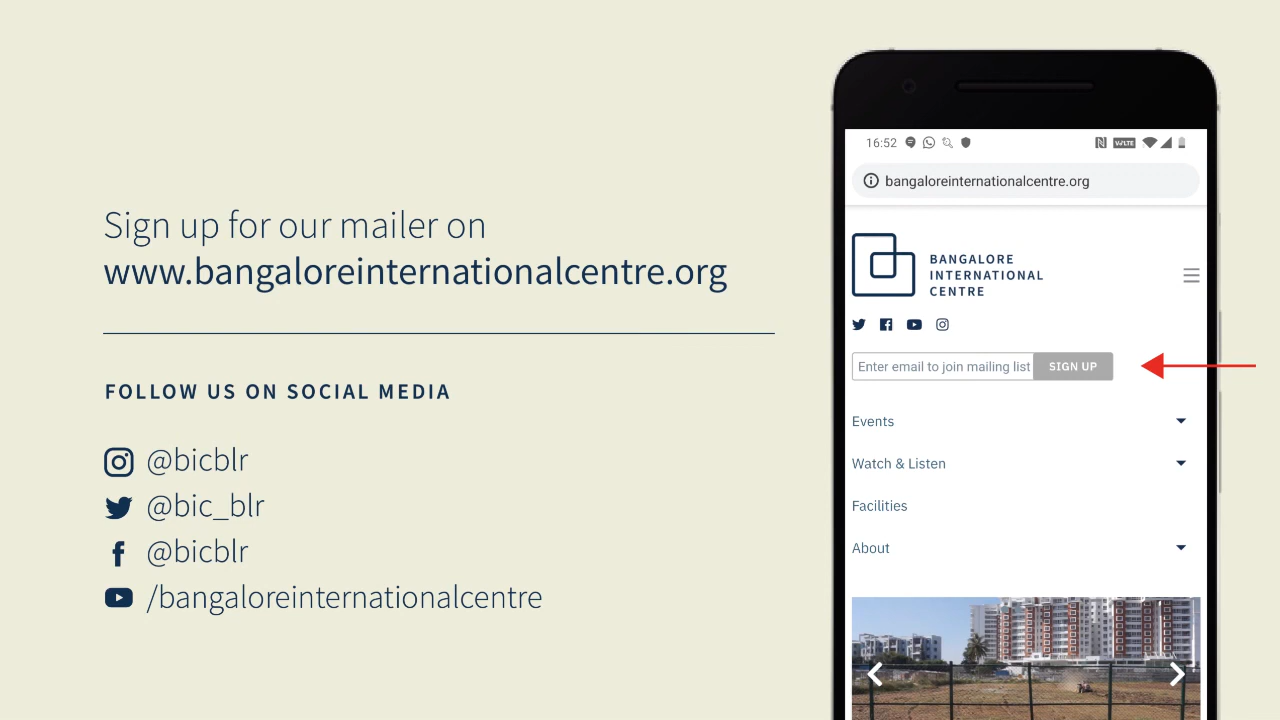 Sign up for our mailer on
www.bangaloreinternationalcentre.org
FOLLOW US ON SOCIAL MEDIA
@bicblr
@bic_blr
@bicblr
/bangaloreinternationalcentre
16:52
VoLTE
bangaloreinternationalcentre.org
BANGALORE
INTERNATIONAL
CENTRE
Enter email to join mailing list
SIGN UP
Events
Watch & Listen
Facilities
About